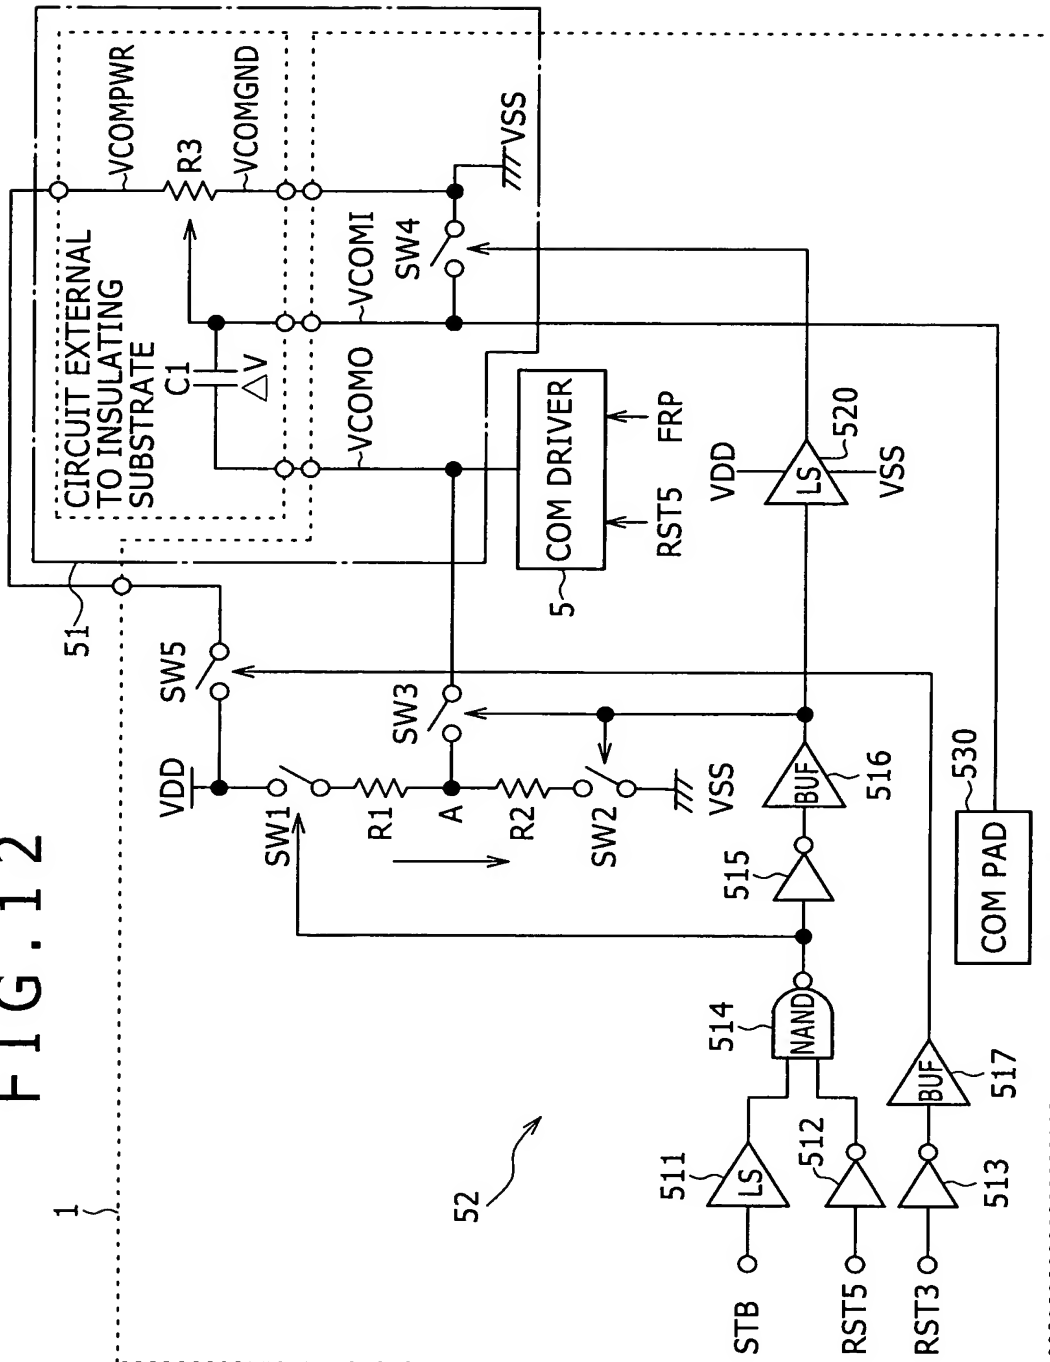 FIG.12
CIRCUIT EXTERNAL
TO INSULATING
SUBSTRATE
VCOMPWR
R3
VCOMGND
C1
△V
VCOMI
VCOMO
SW4
VSS
51
1
SW5
VDD
SW1
R1
A
R2
SW2
VSS
SW3
COM DRIVER
5
RST5
FRP
52
STB
LS
511
RST5
512
RST3
513
NAND
514
515
BUF
516
BUF
517
VDD
LS
520
VSS
COM PAD
530